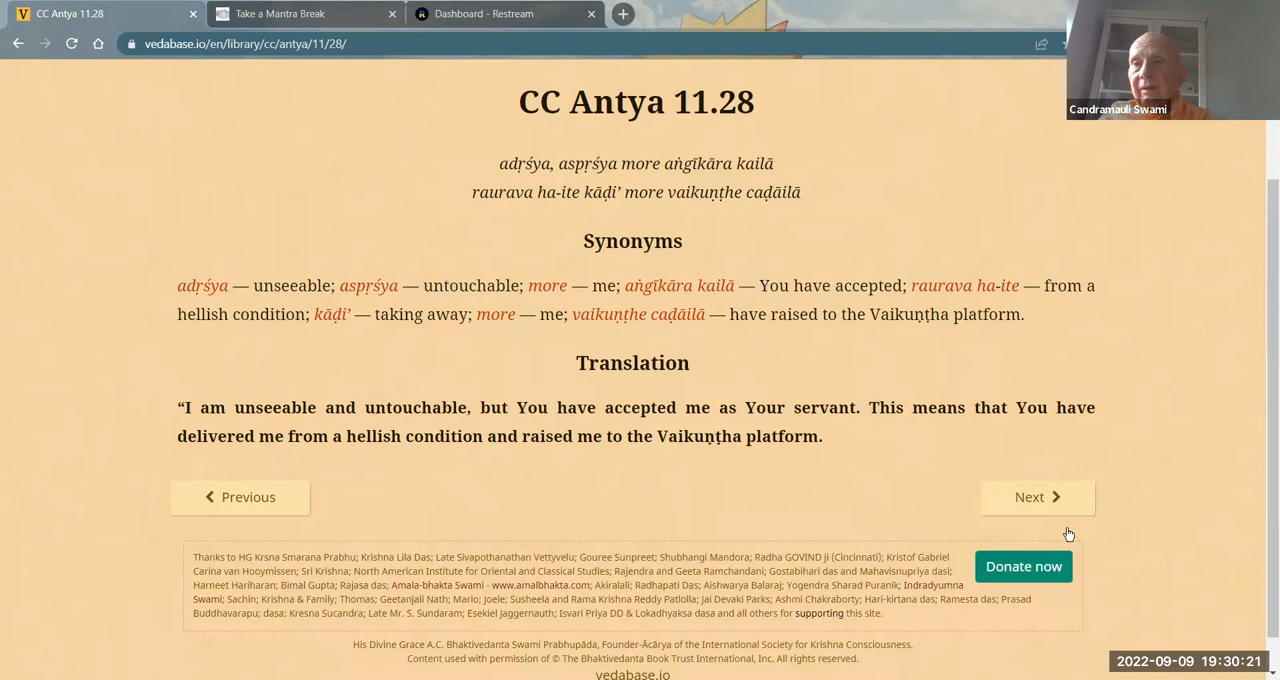 CC Antya 11.28
Take a Mantra Break
Dashboard - Restream
vedabase.io/en/library/cc/antya/11/28/
Candramauli Swami
CC Antya 11.28
adṛśya, aspṛśya more aṅgīkāra kailā
raurava ha-ite kāḍi’ more vaikuṇṭhe caḍāilā
Synonyms
adṛśya — unseeable; aspṛśya — untouchable; more — me; aṅgīkāra kailā — You have accepted; raurava ha-ite — from a
hellish condition; kāḍi’ — taking away; more — me; vaikuṇṭhe caḍāilā — have raised to the Vaikuṇṭha platform.
Translation
“I am unseeable and untouchable, but You have accepted me as Your servant. This means that You have
delivered me from a hellish condition and raised me to the Vaikuṇṭha platform.
Previous
Next
Thanks to HG Krsna Smarana Prabhu; Krishna Lila Das; Late Sivapothanathan Vettyvelu; Gouree Sunpreet; Shubhangi Mandora; Radha GOVIND ji (Cincinnati); Kristof Gabriel
Carina van Hooymissen; Sri Krishna; North American Institute for Oriental and Classical Studies; Rajendra and Geeta Ramchandani; Gostabihari das and Mahavisnupriya dasi;
Harneet Hariharan; Bimal Gupta; Rajasa das; Amala-bhakta Swami - www.amalbhakta.com; Akiralali; Radhapati Das; Aishwarya Balaraj; Yogendra Sharad Puranik; Indradyumna
Swami; Sachin; Krishna & Family; Thomas; Geetanjali Nath; Mario; Joeie; Susheela and Rama Krishna Reddy Patlolla; Jai Devaki Parks; Ashmi Chakraborty; Hari-kirtana das; Ramesta das; Prasad
Buddhavarapu; dasa; Kresna Sucandra; Late Mr. S. Sundaram; Esekiel Jaggernauth; Isvari Priya DD & Lokadhyaksa dasa and all others for supporting this site.
Donate now
His Divine Grace A.C. Bhaktivedanta Swami Prabhupāda, Founder-Ācārya of the International Society for Krishna Consciousness.
Content used with permission of © The Bhaktivedanta Book Trust International, Inc. All rights reserved.
vedabase.io
2022-09-09 19:30:21